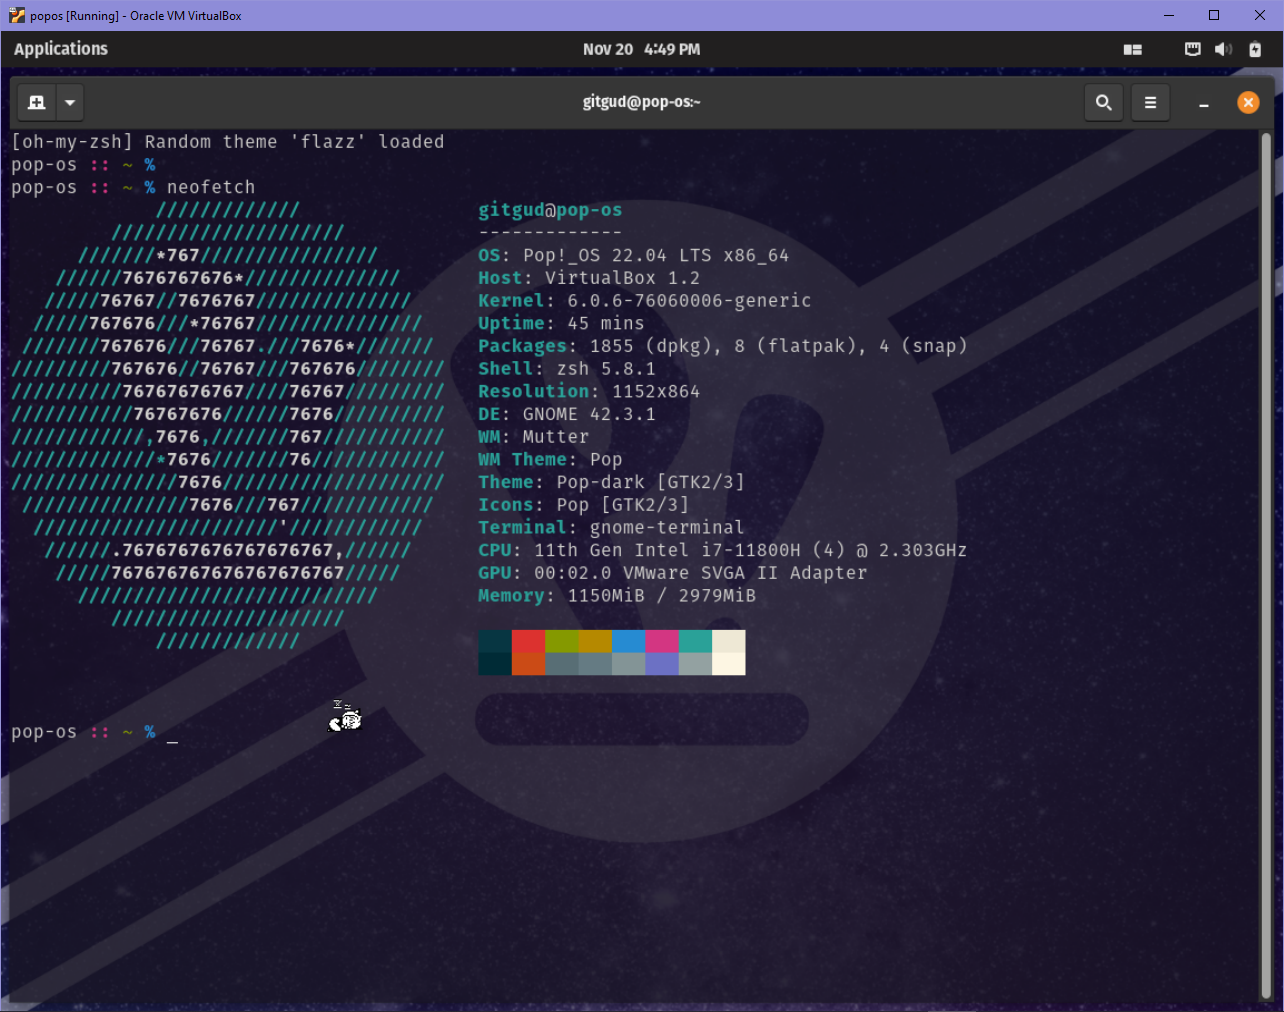 popos [Running] - Oracle VM VirtualBox
Applications
Nov 20 4:49 PM
gitgud@pop-os:~
[oh-my-zsh] Random theme 'flazz' loaded
pop-os :: ~ %
pop-os :: ~ % neofetch
             /////////////                gitgud@pop-os
         /////////////////////            -------------
      ///////*767////////////////         OS: Pop!_OS 22.04 LTS x86_64
    //////7676767676*//////////////       Host: VirtualBox 1.2
   /////76767//7676767//////////////      Kernel: 6.0.6-76060006-generic
  /////767676///*76767///////////////     Uptime: 45 mins
 ///////767676///76767.///7676*///////    Packages: 1855 (dpkg), 8 (flatpak), 4 (snap)
/////////767676//76767///767676////////   Shell: zsh 5.8.1
//////////76767676767////76767/////////   Resolution: 1152x864
///////////76767676//////7676//////////   DE: GNOME 42.3.1
////////////,7676,///////767///////////   WM: Mutter
/////////////*7676///////76////////////   WM Theme: Pop
///////////////7676////////////////////   Theme: Pop-dark [GTK2/3]
 ///////////////7676///767////////////    Icons: Pop [GTK2/3]
  //////////////////////'////////////     Terminal: gnome-terminal
   //////.7676767676767676767,//////      CPU: 11th Gen Intel i7-11800H (4) @ 2.303GHz
    /////767676767676767676767/////       GPU: 00:02.0 VMware SVGA II Adapter
      ///////////////////////////         Memory: 1150MiB / 2979MiB
         /////////////////////
             /////////////
pop-os :: ~ % _